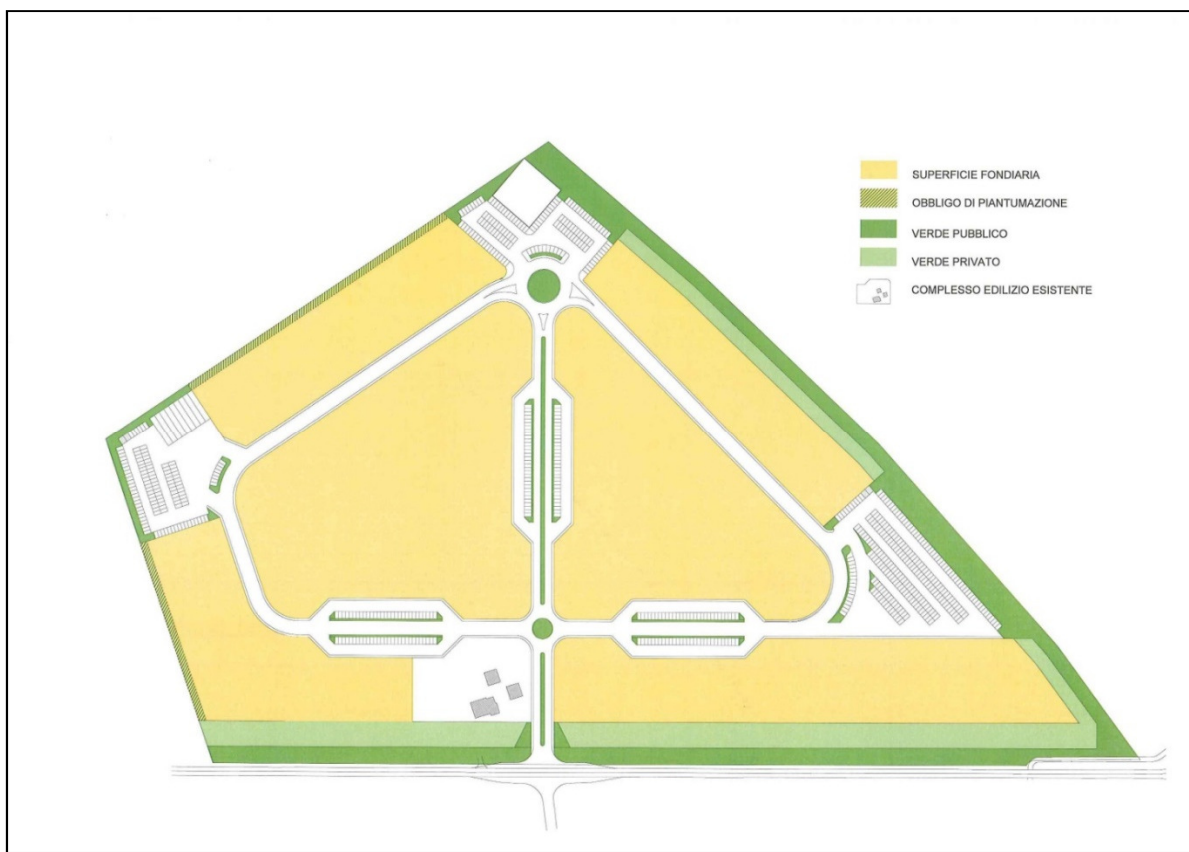 SUPERFICIE FONDIARIA
OBBLIGO DI PIANTUMAZIONE
VERDE PUBBLICO
VERDE PRIVATO
COMPLESSO EDILIZIO ESISTENTE